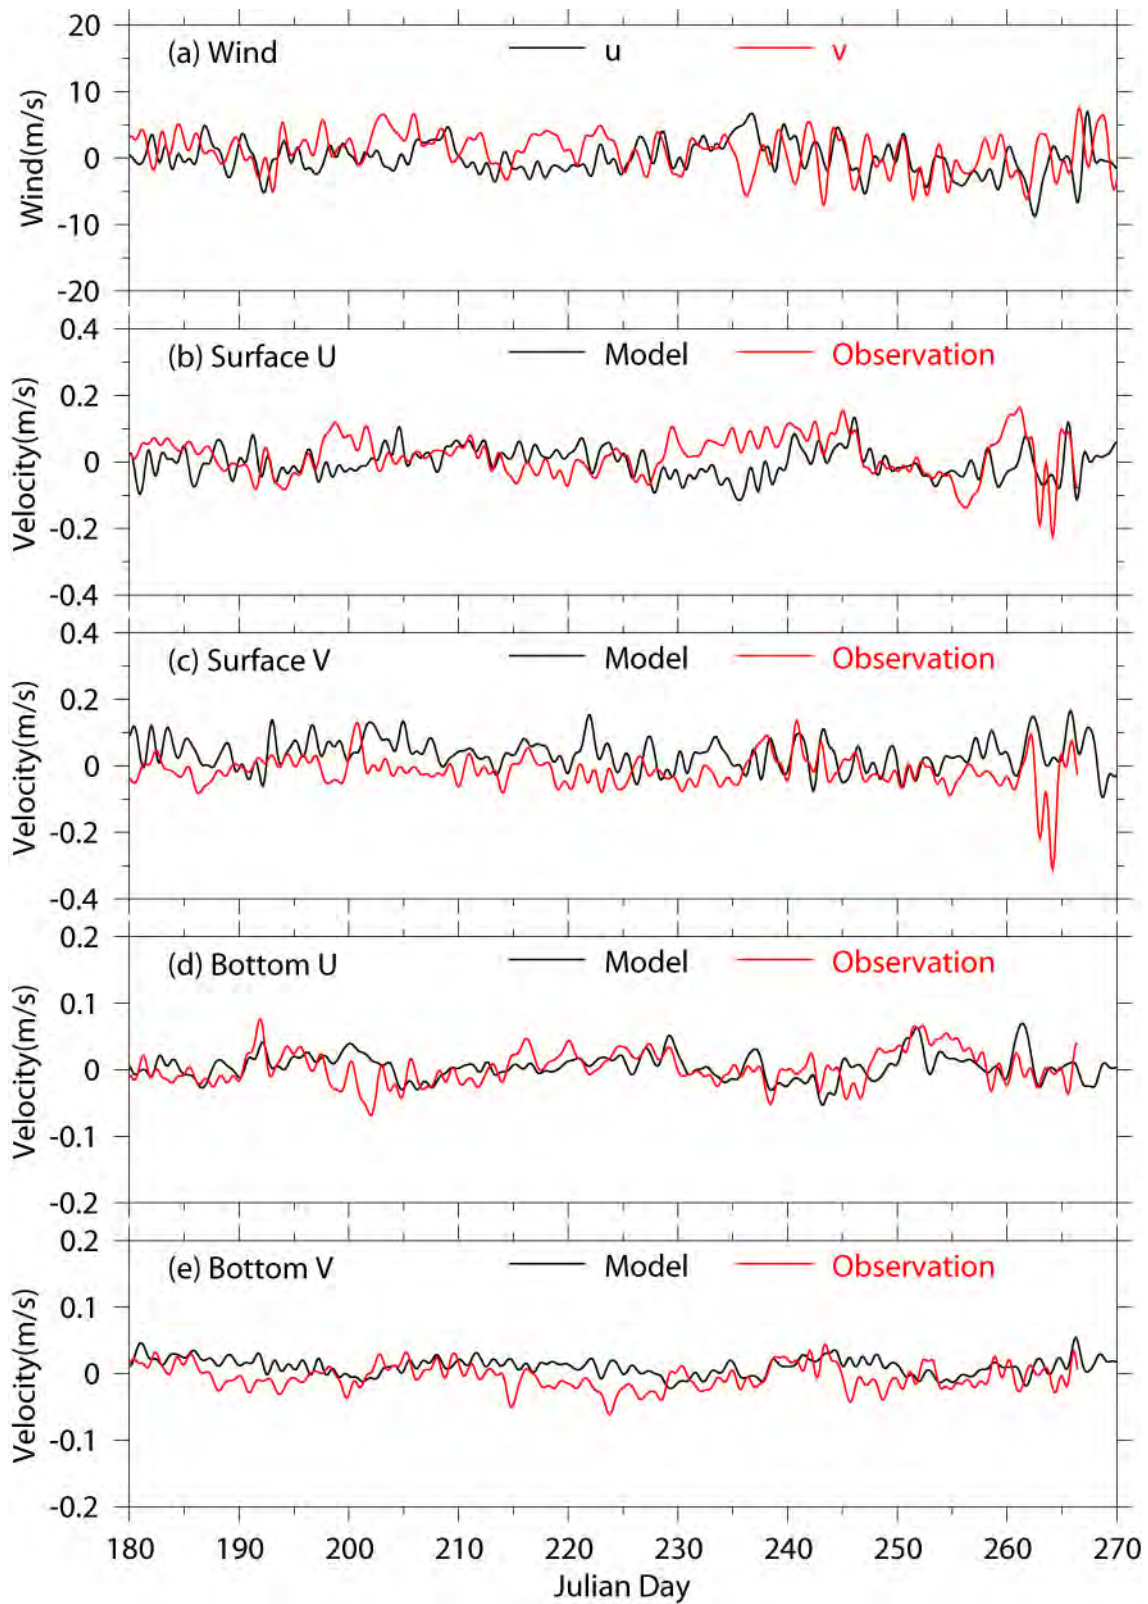 20
(a) Wind u v
10
0
-10
-20
Wind(m/s)
0.4
(b) Surface U Model Observation
0.2
0
-0.2
-0.4
Velocity(m/s)
0.4
(c) Surface V Model Observation
0.2
0
-0.2
-0.4
Velocity(m/s)
0.2
(d) Bottom U Model Observation
0.1
0
-0.1
-0.2
Velocity(m/s)
0.2
(e) Bottom V Model Observation
0.1
0
-0.1
-0.2
Velocity(m/s)
180 190 200 210 220 230 240 250 260 270
Julian Day